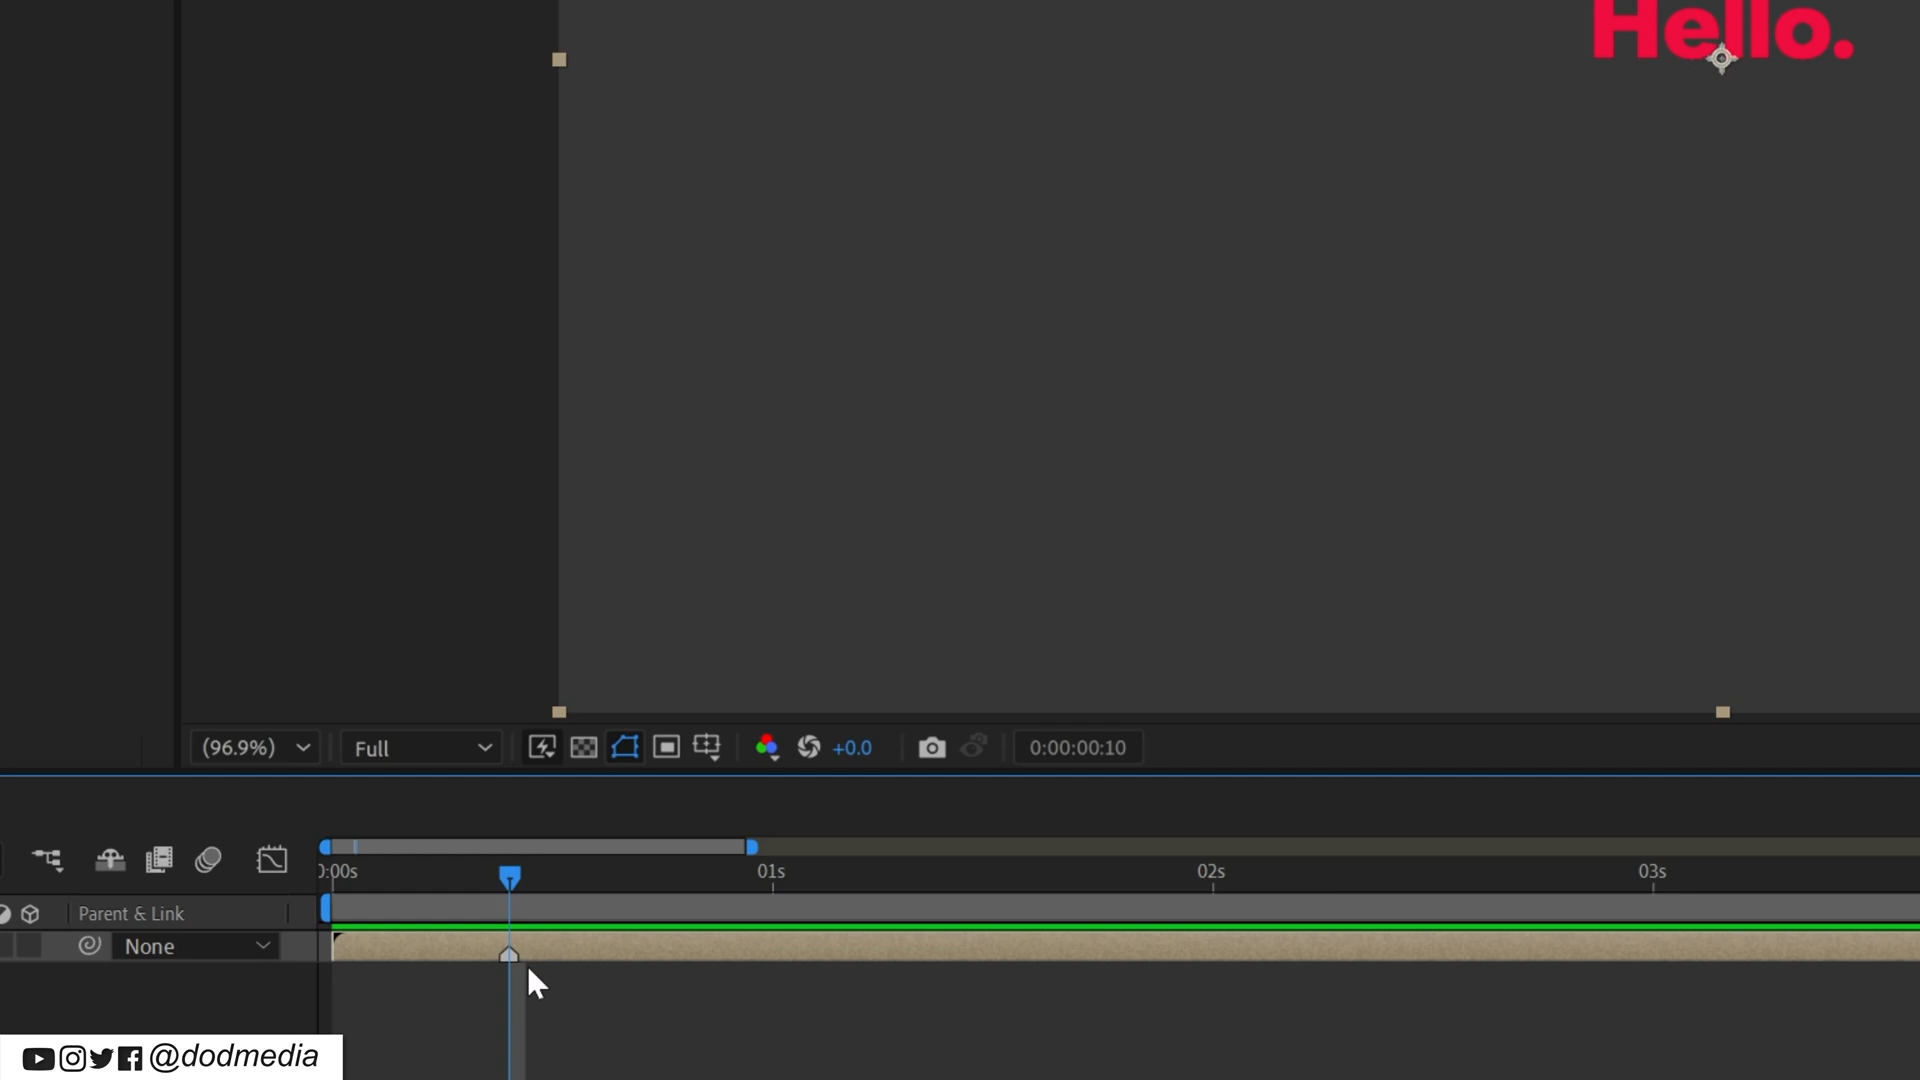 Hello.
(96.9%)
Full
+0.0
0:00:00:10
0:00s
01s
02s
03s
Parent & Link
None
@dodmedia